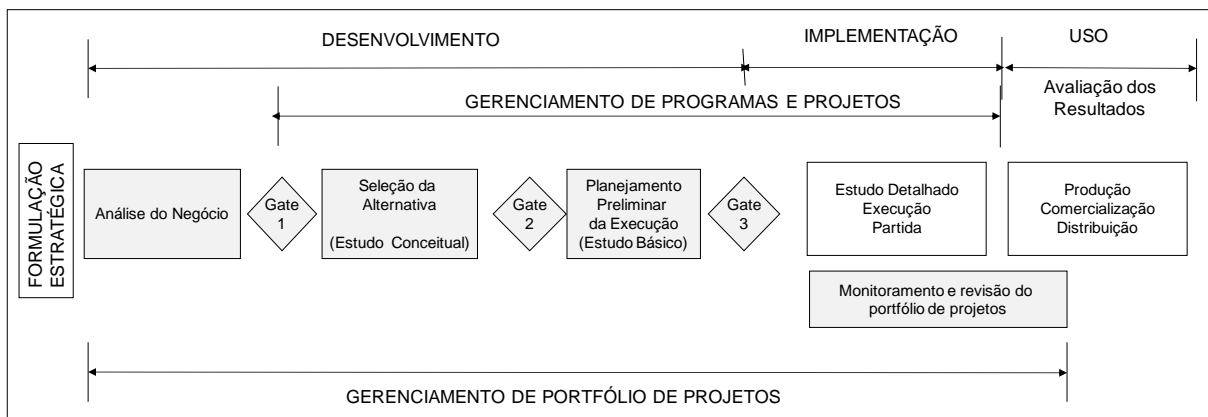 DESENVOLVIMENTO
IMPLEMENTAÇÃO
USO
GERENCIAMENTO DE PROGRAMAS E PROJETOS
Avaliação dos
Resultados
FORMULAÇÃO
ESTRATÉGICA
Análise do Negócio
Gate
1
Seleção da
Alternativa
(Estudo Conceitual)
Gate
2
Planejamento
Preliminar
da Execução
(Estudo Básico)
Gate
3
Estudo Detalhado
Execução
Partida
Produção
Comercialização
Distribuição
Monitoramento e revisão do
portfólio de projetos
GERENCIAMENTO DE PORTFÓLIO DE PROJETOS